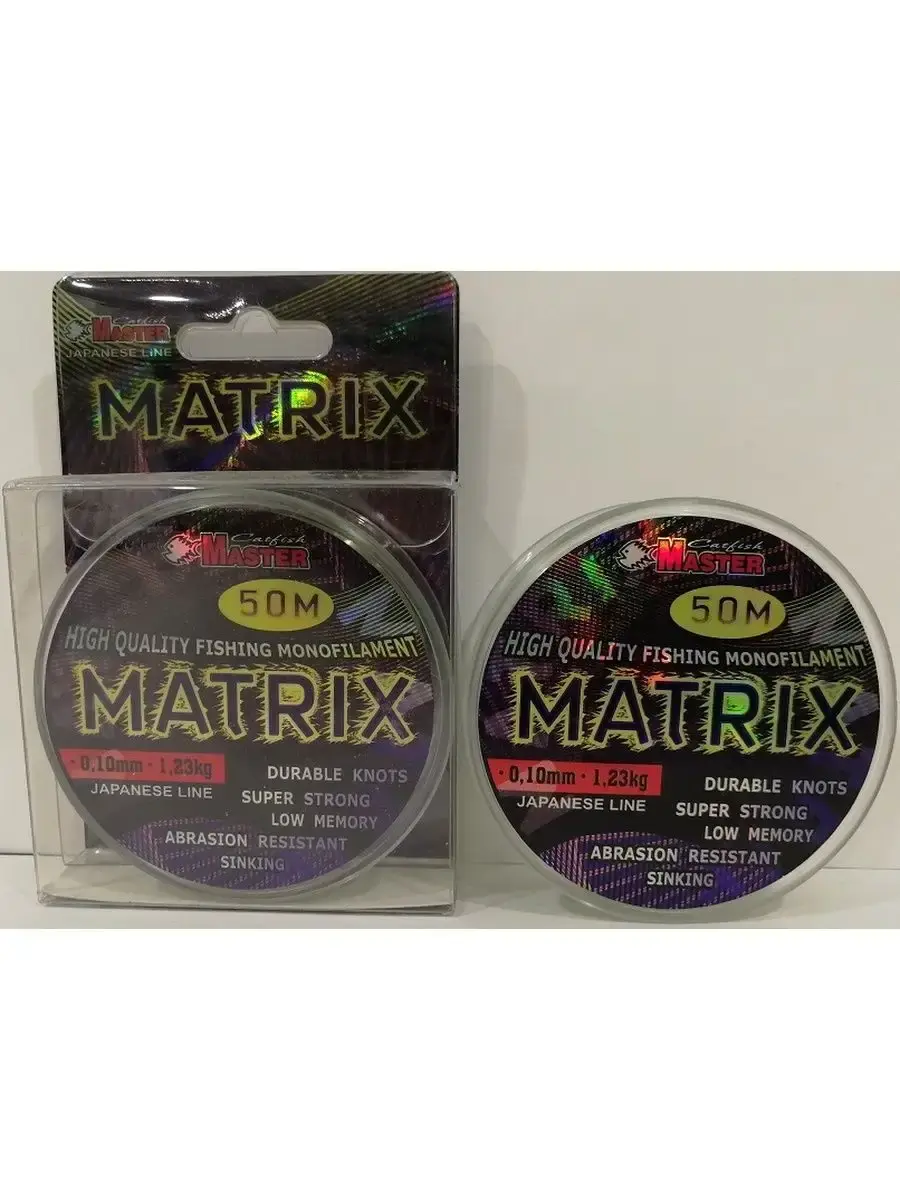 Catfish
MASTER
JAPANESE LINE
MATRIX
Catfish
MASTER
50M
HIGH QUALITY FISHING MONOFILAMENT
MATRIX
· 0,10mm · 1,23kg
JAPANESE LINE
DURABLE KNOTS
SUPER STRONG
LOW MEMORY
ABRASION RESISTANT
SINKING
Catfish
MASTER
50M
HIGH QUALITY FISHING MONOFILAMENT
MATRIX
· 0,10mm · 1,23kg
JAPANESE LINE
DURABLE KNOTS
SUPER STRONG
LOW MEMORY
ABRASION RESISTANT
SINKING